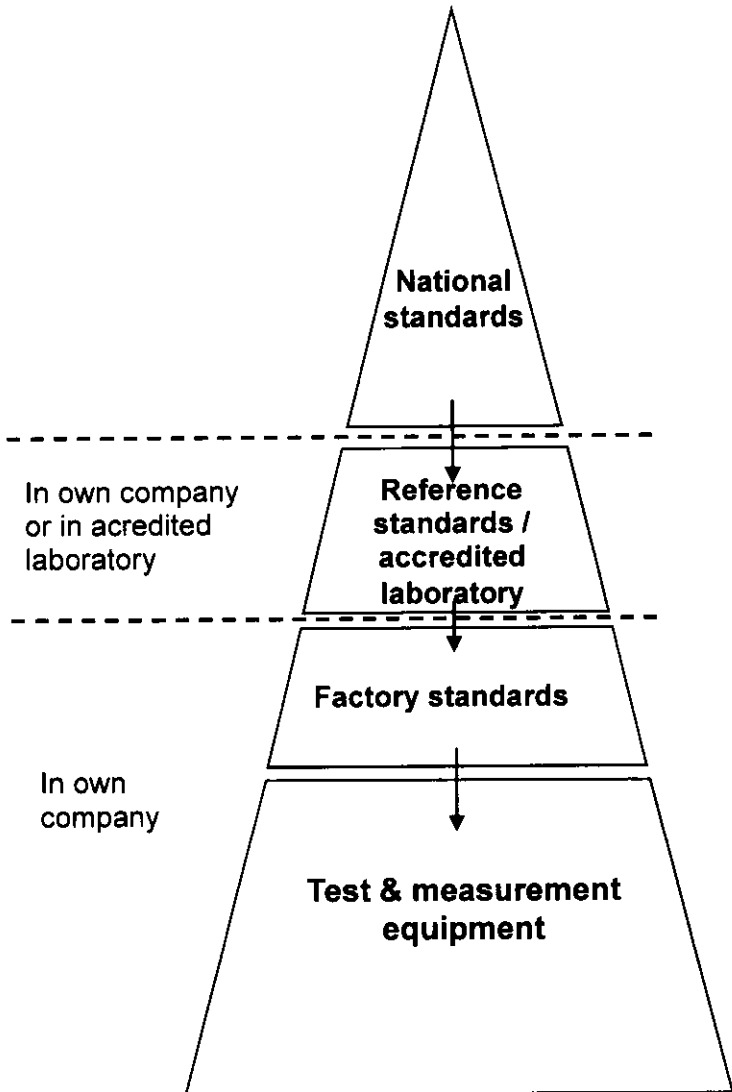 National
standards
In own company
or in acredited
laboratory
Reference
standards /
accredited
laboratory
Factory standards
In own
company
Test & measurement
equipment